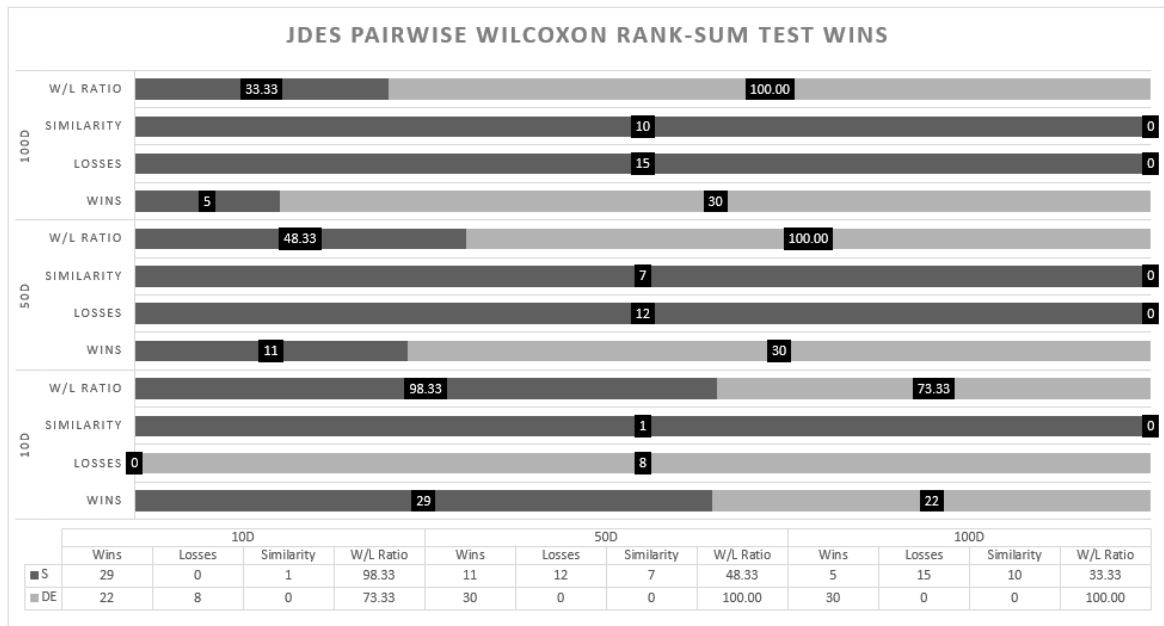 JDES PAIRWISE WILCOXON RANK-SUM TEST WINS
100D
W/L RATIO 33.33 100.00
SIMILARITY 10 0
LOSSES 15 0
WINS 5 30
50D
W/L RATIO 48.33 100.00
SIMILARITY 7 0
LOSSES 12 0
WINS 11 30
10D
W/L RATIO 98.33 73.33
SIMILARITY 1 0
LOSSES 0 8
WINS 29 22
10D 50D 100D
Wins Losses Similarity W/L Ratio Wins Losses Similarity W/L Ratio Wins Losses Similarity W/L Ratio
S 29 0 1 98.33 11 12 7 48.33 5 15 10 33.33
DE 22 8 0 73.33 30 0 0 100.00 30 0 0 100.00